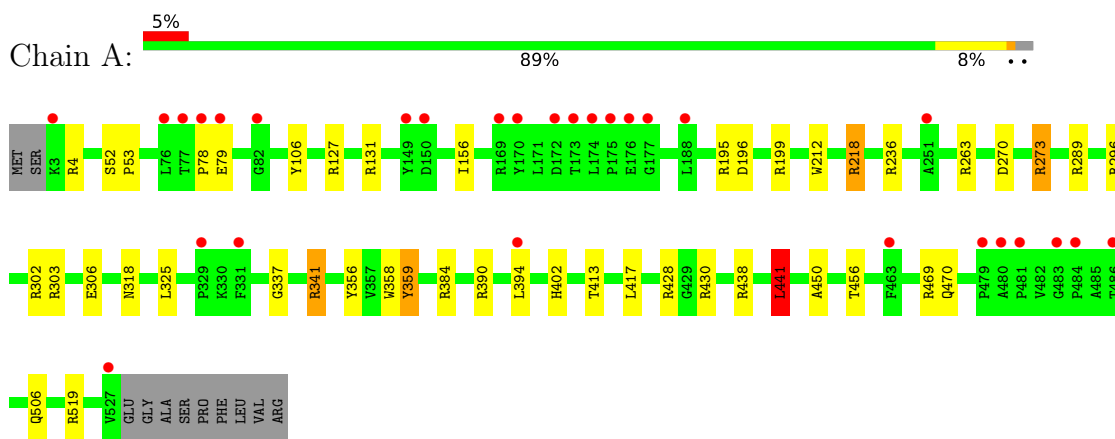 5%
Chain A:
89% 8% • •
MET SER K3 R4 S52 P53 L76 T77 P78 E79 G82 Y106 R127 R131 Y149 D150 I156 R169 Y170 L171 D172 T173 L174 P175 E176 G177 L188 R195 D196 R199 W212 R218 R236 A251 R263 D270 R273 R289
R302 R303 E306 N318 L325 P329 K330 F331 G337 R341 Y356 V357 W358 Y359 R384 R390 L394 H402 T413 L417 R428 G429 R430 R438 L441 A450 T456 F463 R469 Q470 P479 A480 P481 V482 G483 P484 A485 T486
Q506 R519 V527 GLU GLY ALA SER PRO PHE LEU VAL ARG